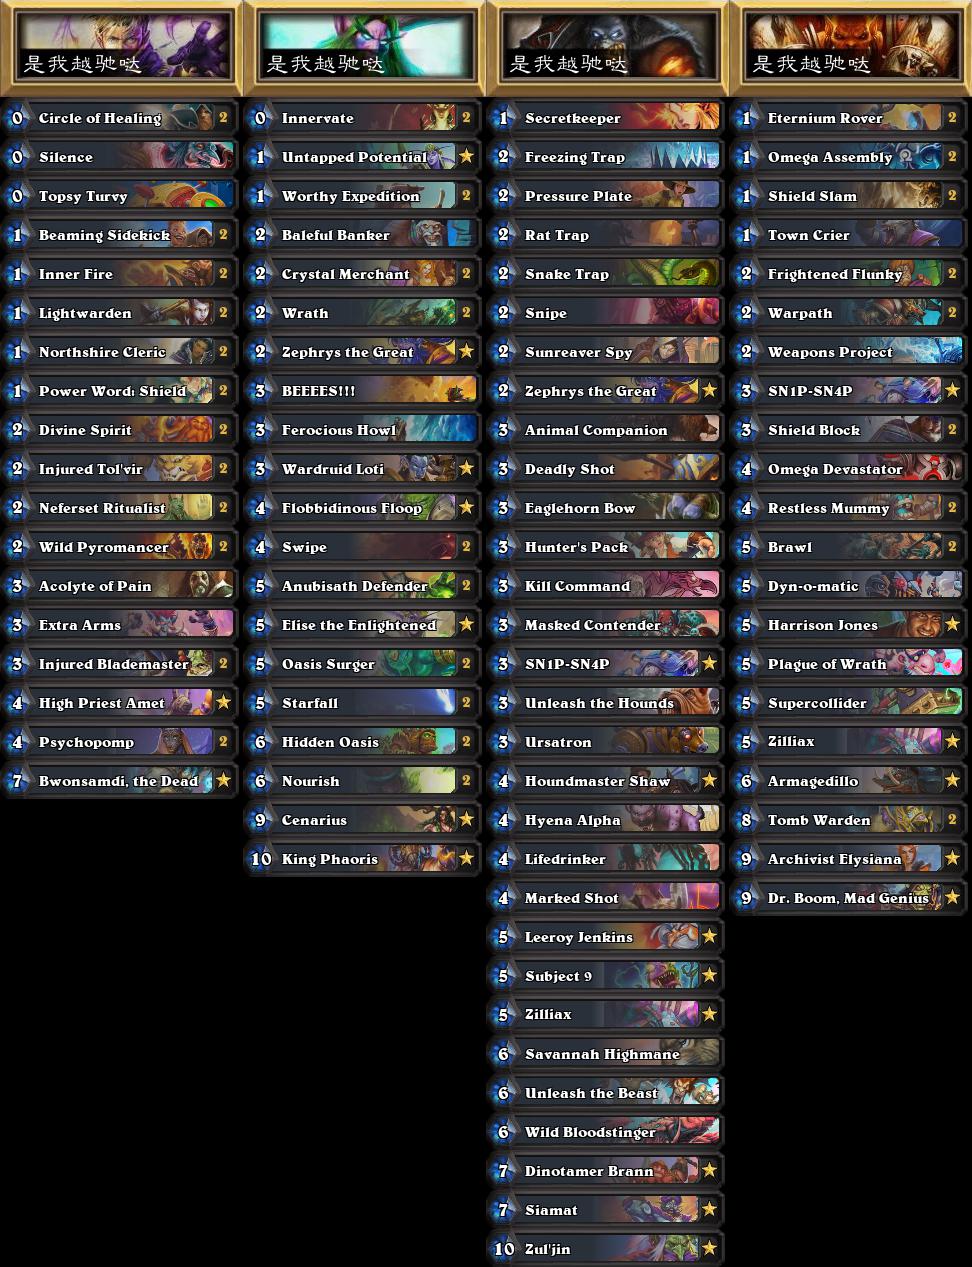 是我越驰哒
0 Circle of Healing 2
0 Silence
0 Topsy Turvy
1 Beaming Sidekick 2
1 Inner Fire 2
1 Lightwarden 2
1 Northshire Cleric 2
1 Power Word: Shield 2
2 Divine Spirit 2
2 Injured Tol'vir 2
2 Neferset Ritualist 2
2 Wild Pyromancer 2
3 Acolyte of Pain
3 Extra Arms
3 Injured Blademaster 2
4 High Priest Amet
4 Psychopomp 2
7 Bwonsamdi, the Dead
是我越驰哒
0 Innervate 2
1 Untapped Potential
1 Worthy Expedition 2
2 Baleful Banker 2
2 Crystal Merchant 2
2 Wrath 2
2 Zephrys the Great
3 BEEEES!!!
3 Ferocious Howl
3 Wardruid Loti
4 Flobbidinous Floop
4 Swipe 2
5 Anubisath Defender 2
5 Elise the Enlightened
5 Oasis Surger 2
5 Starfall 2
6 Hidden Oasis 2
6 Nourish 2
9 Cenarius
10 King Phaoris
是我越驰哒
1 Secretkeeper
2 Freezing Trap
2 Pressure Plate
2 Rat Trap
2 Snake Trap
2 Snipe
2 Sunreaver Spy
2 Zephrys the Great
3 Animal Companion
3 Deadly Shot
3 Eaglehorn Bow
3 Hunter's Pack
3 Kill Command
3 Masked Contender
3 SN1P-SN4P
3 Unleash the Hounds
3 Ursatron
4 Houndmaster Shaw
4 Hyena Alpha
4 Lifedrinker
4 Marked Shot
5 Leeroy Jenkins
5 Subject 9
5 Zilliax
6 Savannah Highmane
6 Unleash the Beast
6 Wild Bloodstinger
7 Dinotamer Brann
7 Siamat
10 Zul'jin
是我越驰哒
1 Eternium Rover 2
1 Omega Assembly 2
1 Shield Slam 2
1 Town Crier
2 Frightened Flunky 2
2 Warpath 2
2 Weapons Project
3 SN1P-SN4P
3 Shield Block 2
4 Omega Devastator
4 Restless Mummy 2
5 Brawl 2
5 Dyn-o-matic
5 Harrison Jones
5 Plague of Wrath
5 Supercollider
5 Zilliax
6 Armagedillo
8 Tomb Warden 2
9 Archivist Elysiana
9 Dr. Boom, Mad Genius